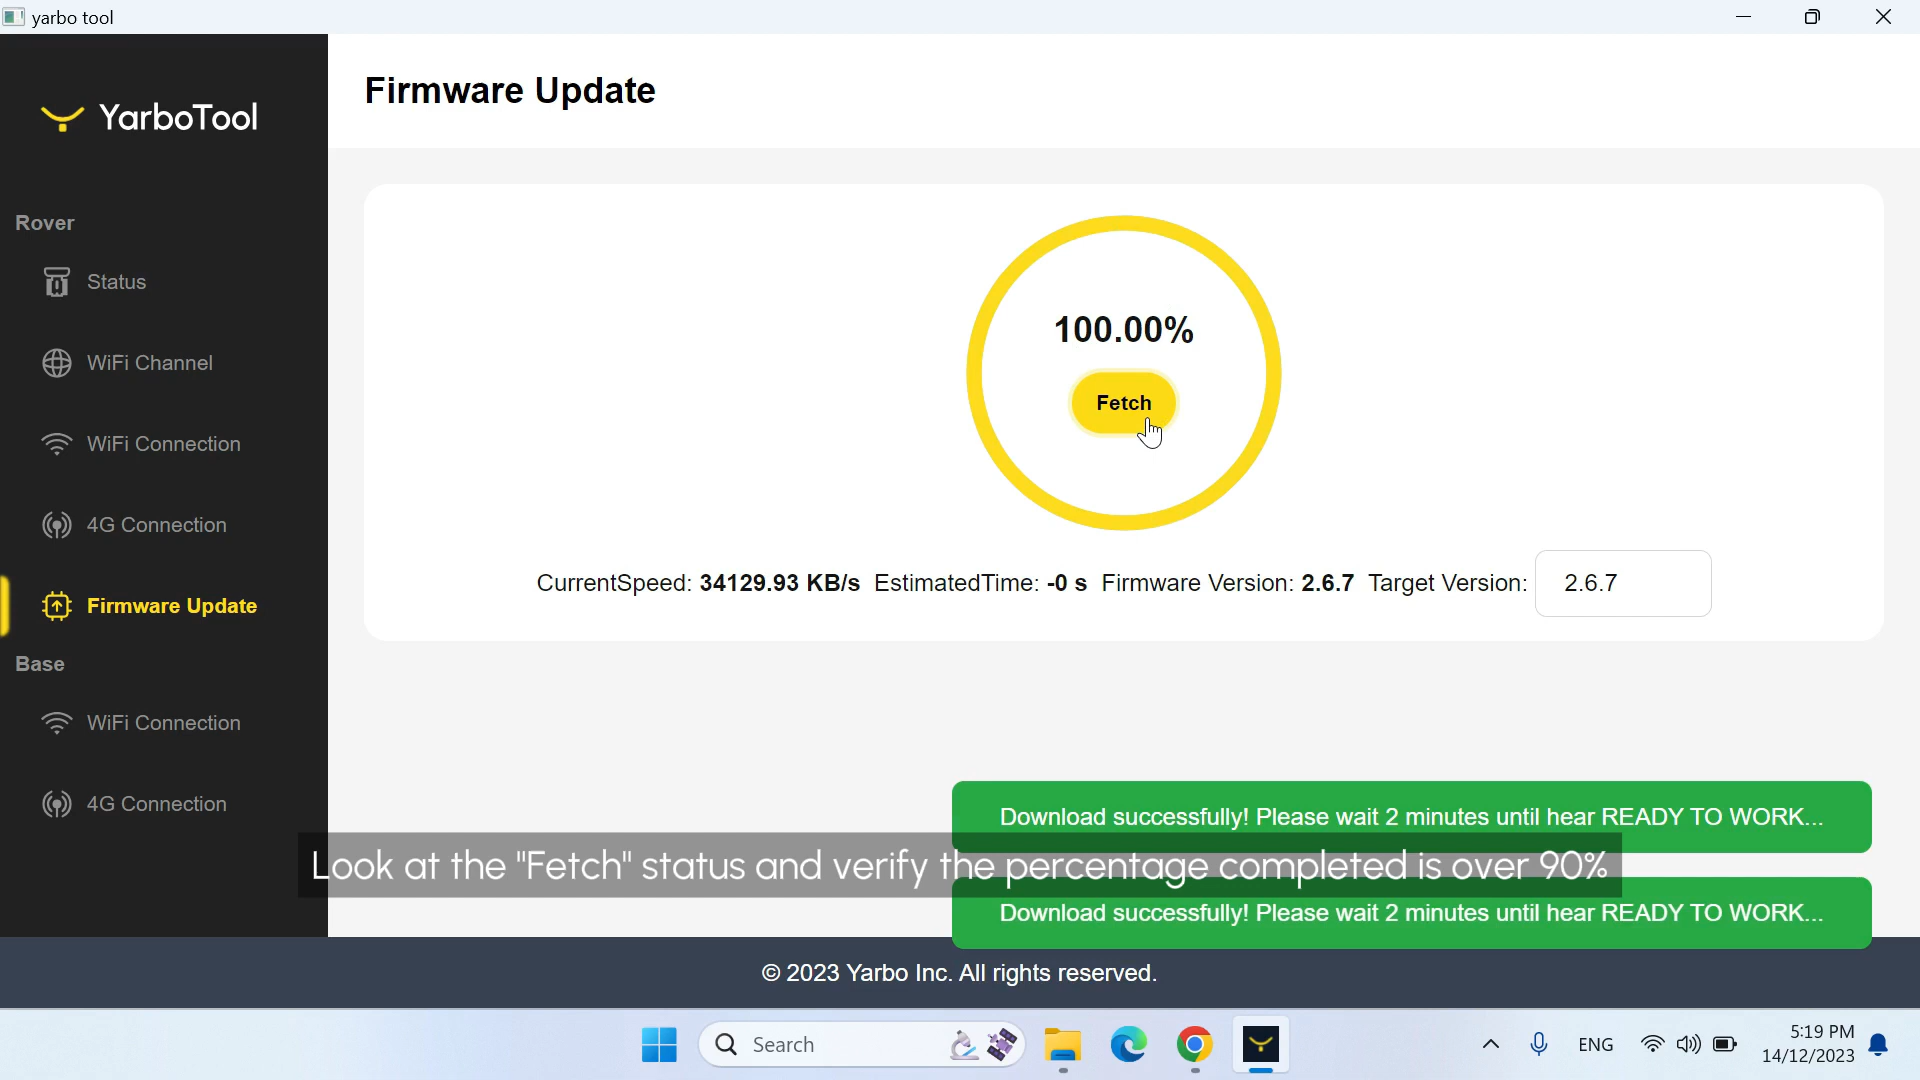 yarbo tool
YarboTool
Firmware Update
Rover
Status
WiFi Channel
WiFi Connection
4G Connection
Firmware Update
Base
WiFi Connection
4G Connection
100.00%
Fetch
CurrentSpeed: 34129.93 KB/s EstimatedTime: -0 s Firmware Version: 2.6.7 Target Version: 2.6.7
Download successfully! Please wait 2 minutes until hear READY TO WORK...
Look at the "Fetch" status and verify the percentage completed is over 90%
Download successfully! Please wait 2 minutes until hear READY TO WORK...
© 2023 Yarbo Inc. All rights reserved.
Search
ENG
5:19 PM
14/12/2023